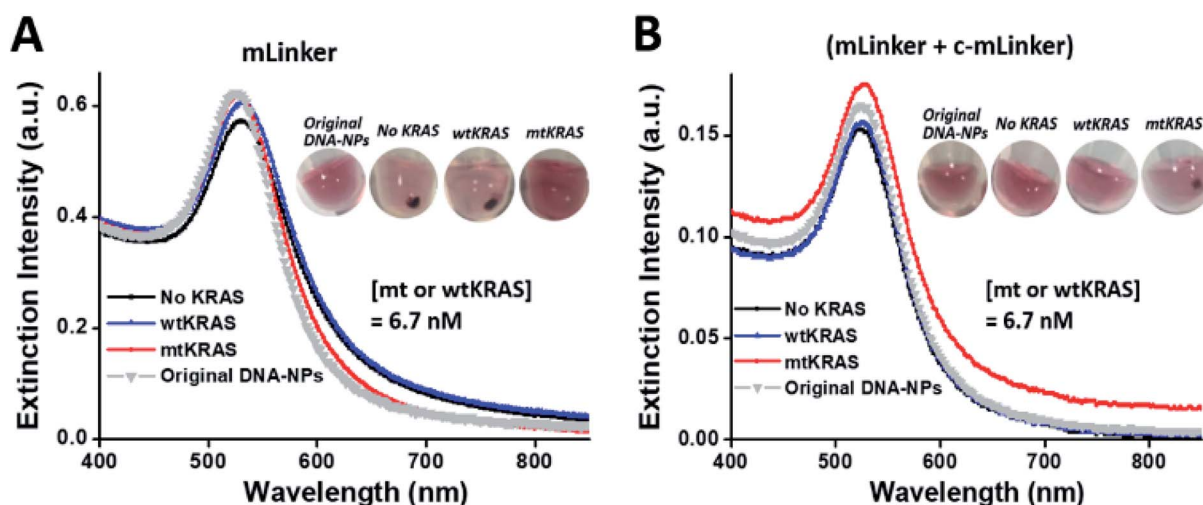 A
mLinker
Extinction Intensity (a.u.)
0.6
0.4
0.2
0.0
Original
DNA-NPs
No KRAS
wtKRAS
mtKRAS
[mt or wtKRAS]
= 6.7 nM
No KRAS
wtKRAS
mtKRAS
Original DNA-NPs
400
500
600
700
800
Wavelength (nm)
B
(mLinker + c-mLinker)
Extinction Intensity (a.u.)
0.15
0.10
0.05
0.00
Original
DNA-NPs
No KRAS
wtKRAS
mtKRAS
[mt or wtKRAS]
= 6.7 nM
No KRAS
wtKRAS
mtKRAS
Original DNA-NPs
400
500
600
700
800
Wavelength (nm)